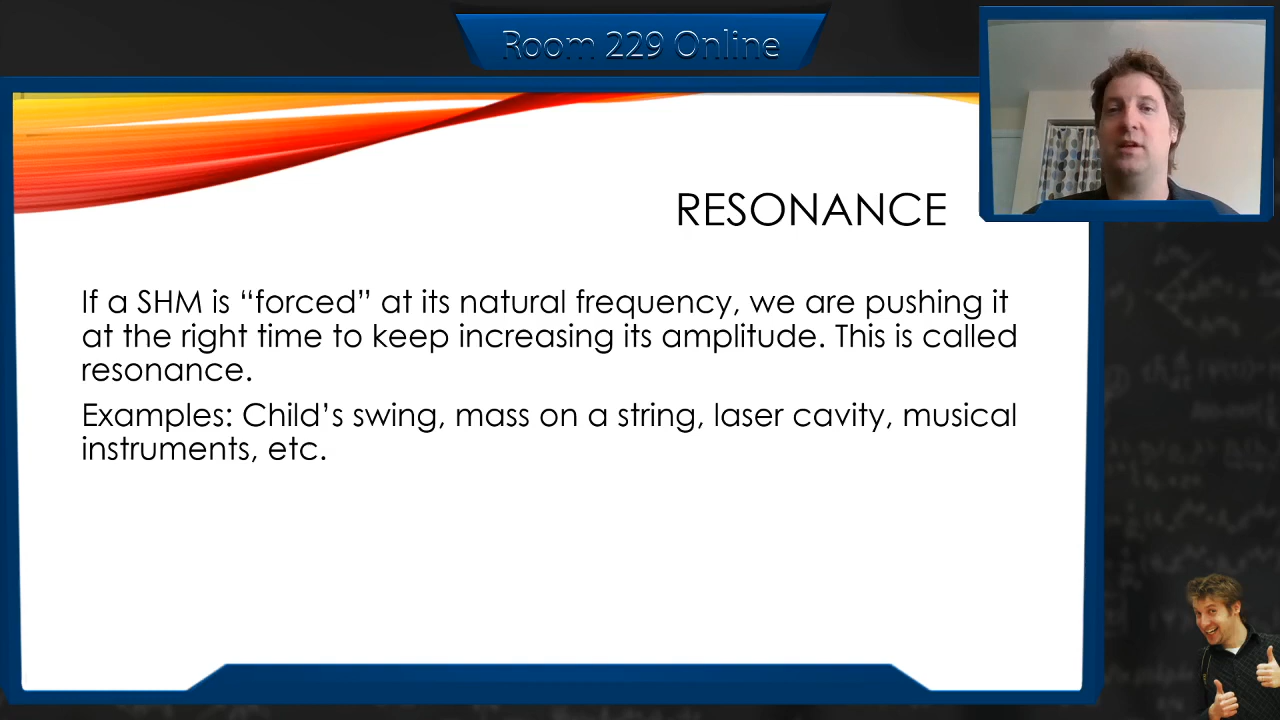 Room 229 Online
RESONANCE
If a SHM is “forced” at its natural frequency, we are pushing it
at the right time to keep increasing its amplitude. This is called
resonance.
Examples: Child’s swing, mass on a string, laser cavity, musical
instruments, etc.